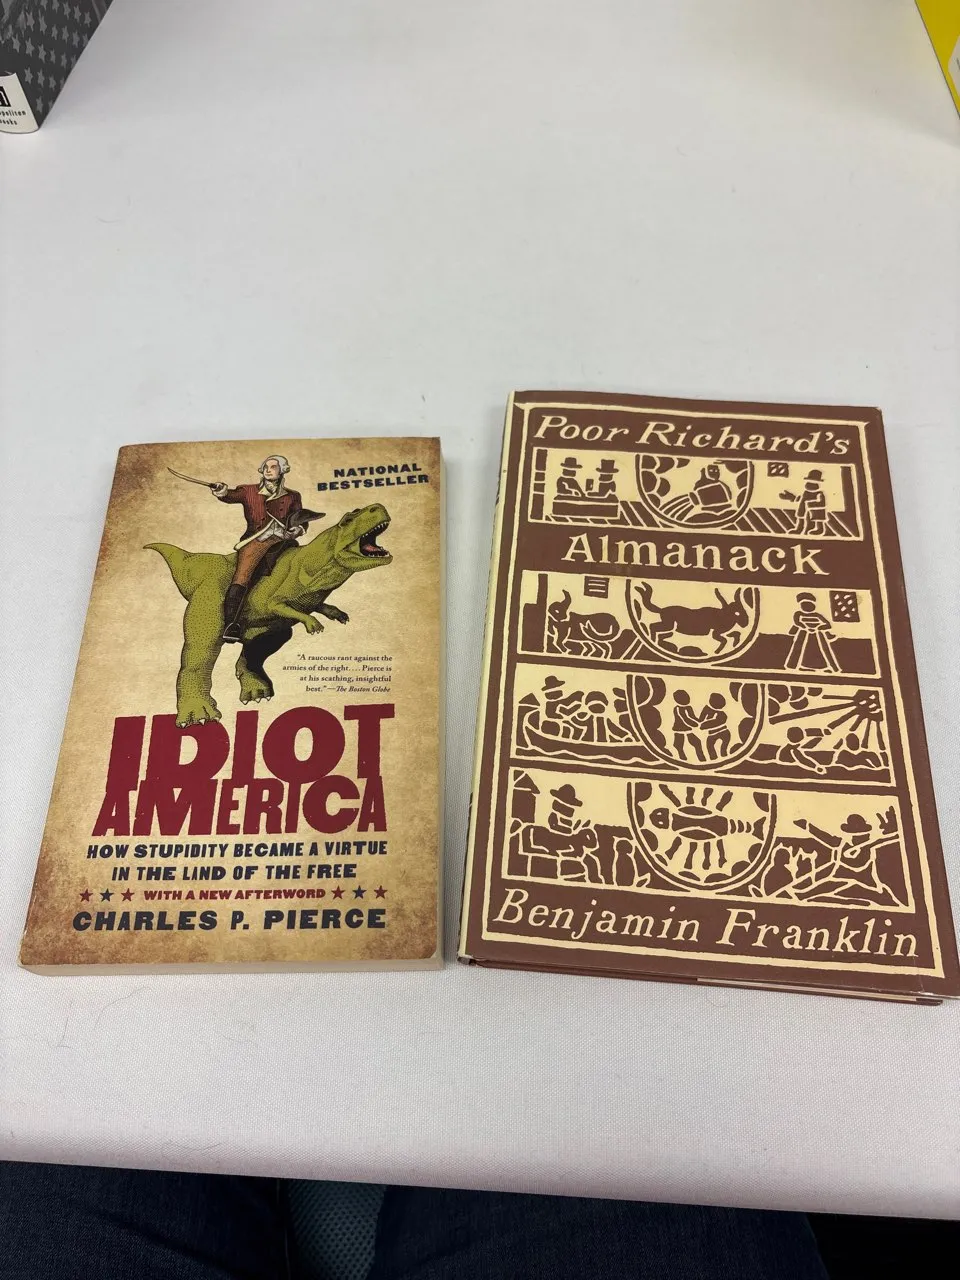 NATIONAL
BESTSELLER
"A raucous rant against the
armies of the right.... Pierce is
at his scathing, insightful
best."—The Boston Globe
IDIOT
AMERICA
HOW STUPIDITY BECAME A VIRTUE
IN THE LAND OF THE FREE
WITH A NEW AFTERWORD
CHARLES P. PIERCE
Poor Richard's
Almanack
Benjamin Franklin